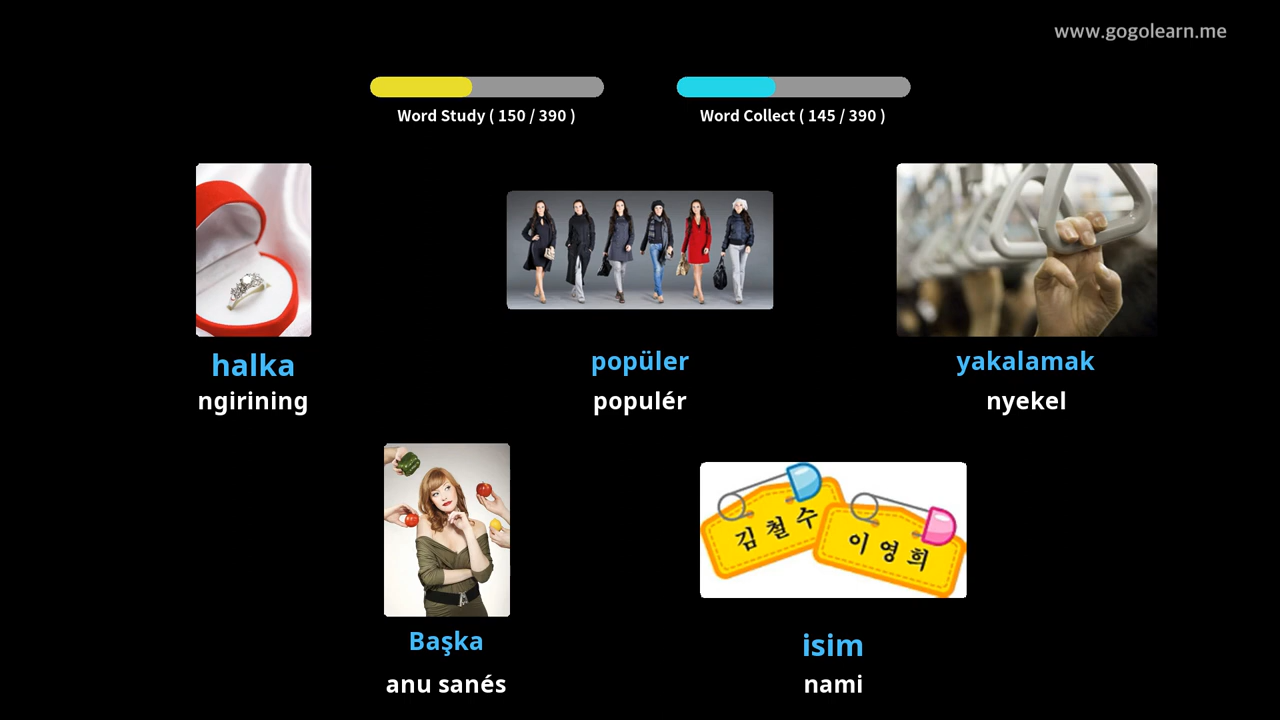 www.gogolearn.me
Word Study ( 150 / 390 )
Word Collect ( 145 / 390 )
halka
ngirining
popüler
populér
yakalamak
nyekel
김철수
이영희
Başka
anu sanés
isim
nami